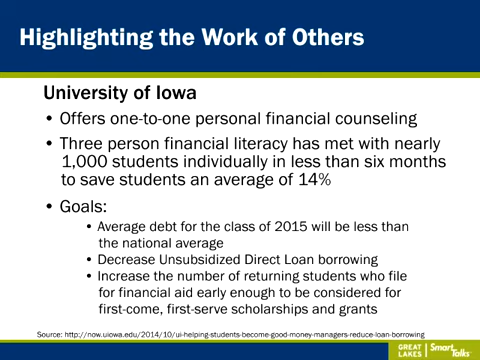 Highlighting the Work of Others
University of Iowa
• Offers one-to-one personal financial counseling
• Three person financial literacy has met with nearly
1,000 students individually in less than six months
to save students an average of 14%
• Goals:
• Average debt for the class of 2015 will be less than
the national average
• Decrease Unsubsidized Direct Loan borrowing
• Increase the number of returning students who file
for financial aid early enough to be considered for
first-come, first-serve scholarships and grants
Source: http://now.uiowa.edu/2014/10/ui-helping-students-become-good-money-managers-reduce-loan-borrowing
GREAT LAKES SmartTalks